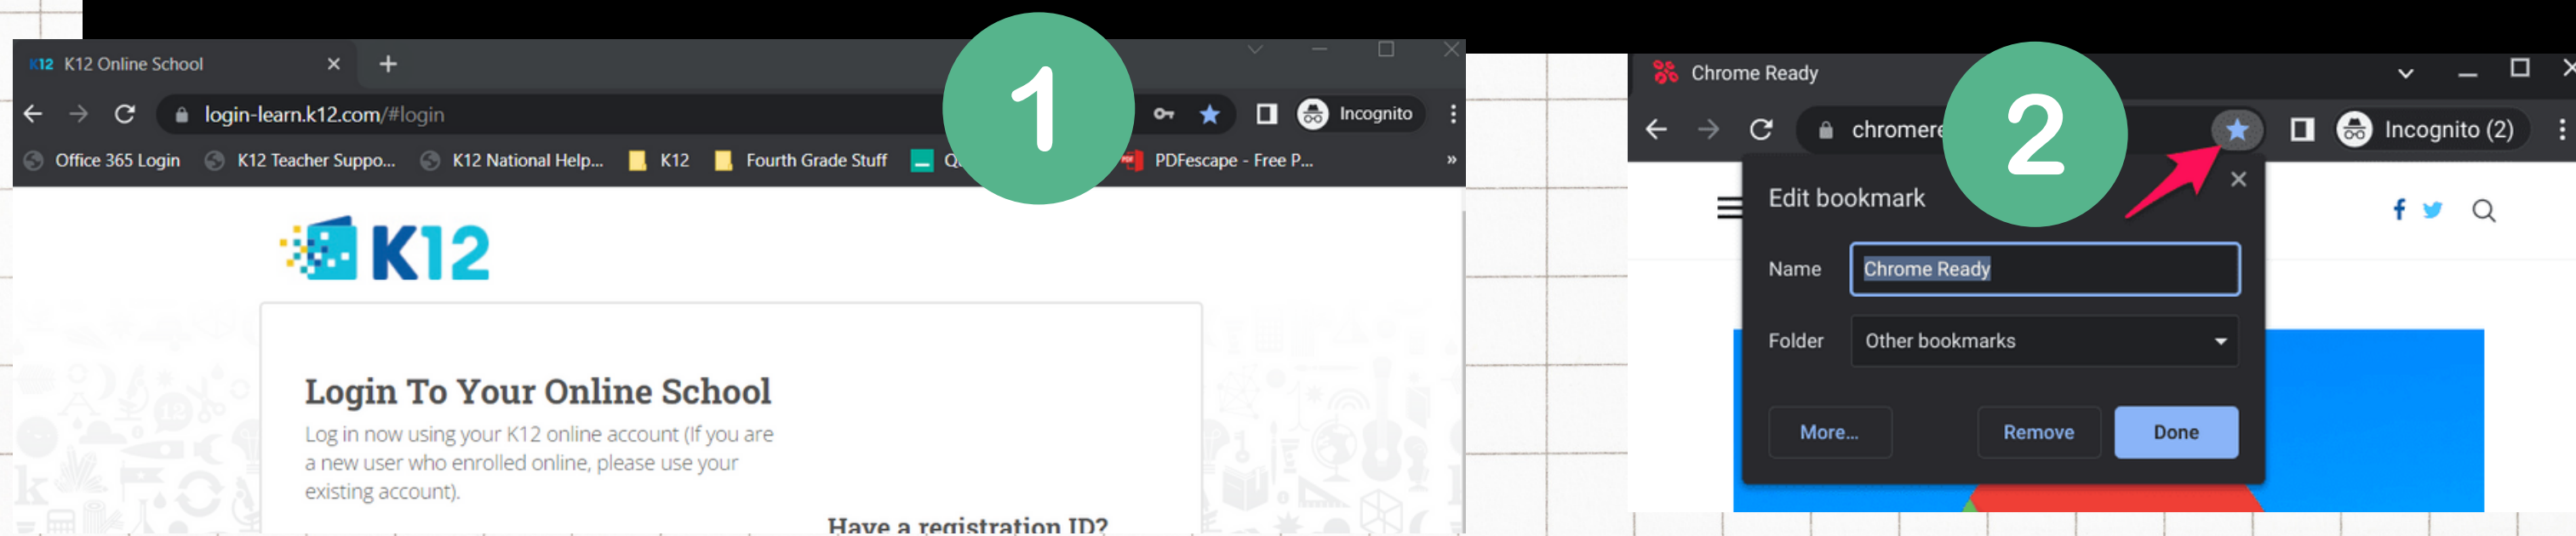 K12 K12 Online School
1
login-learn.k12.com/#login
Incognito
Office 365 Login
K12 Teacher Suppo...
K12 National Help...
K12
Fourth Grade Stuff
PDFescape - Free P...
K12
Login To Your Online School
Log in now using your K12 online account (If you are
a new user who enrolled online, please use your
existing account).
Have a registration ID?
Chrome Ready
2
Incognito (2)
Edit bookmark
Name
Chrome Ready
Folder
Other bookmarks
More...
Remove
Done